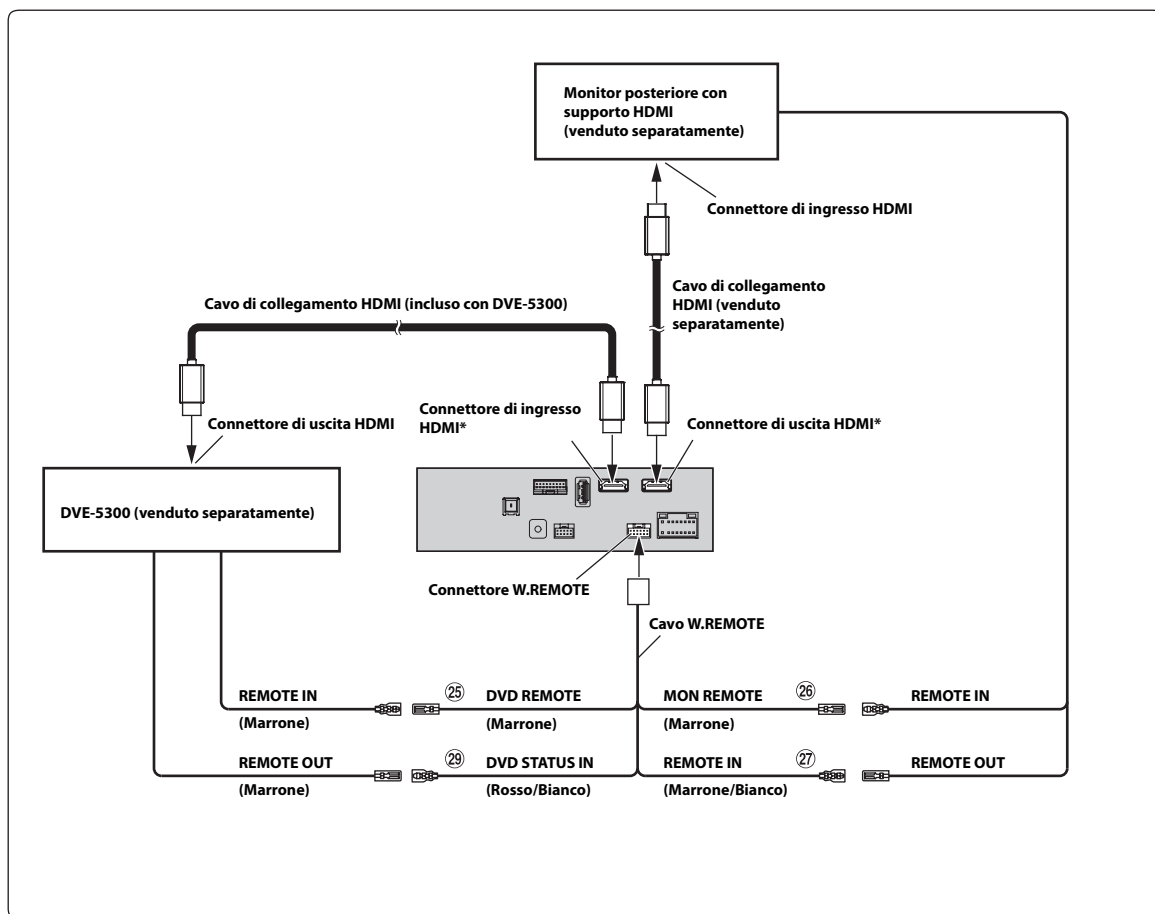 Monitor posteriore con
supporto HDMI
(venduto separatamente)
Connettore di ingresso HDMI
Cavo di collegamento
HDMI (venduto
separatamente)
Cavo di collegamento HDMI (incluso con DVE-5300)
Connettore di ingresso
HDMI*
Connettore di uscita HDMI*
Connettore di uscita HDMI
DVE-5300 (venduto separatamente)
Connettore W.REMOTE
Cavo W.REMOTE
REMOTE IN
(Marrone)
㉕
DVD REMOTE
(Marrone)
MON REMOTE
(Marrone)
㉖
REMOTE IN
REMOTE OUT
(Marrone)
㉙
DVD STATUS IN
(Rosso/Bianco)
REMOTE IN
(Marrone/Bianco)
㉗
REMOTE OUT